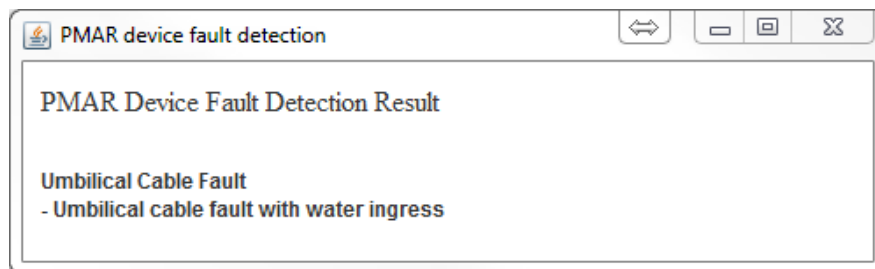 PMAR device fault detection
PMAR Device Fault Detection Result
Umbilical Cable Fault
- Umbilical cable fault with water ingress